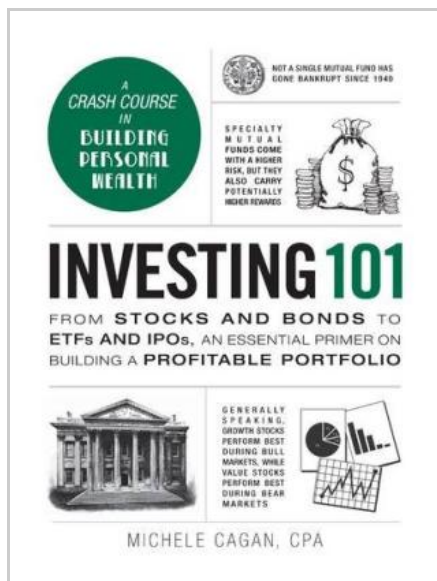 A
CRASH COURSE
IN
BUILDING
PERSONAL
WEALTH
NOT A SINGLE MUTUAL FUND HAS
GONE BANKRUPT SINCE 1940
SPECIALTY
MUTUAL
FUNDS COME
WITH A HIGHER
RISK, BUT THEY
ALSO CARRY
POTENTIALLY
HIGHER REWARDS
$
INVESTING 101
FROM STOCKS AND BONDS TO
ETFs AND IPOs, AN ESSENTIAL PRIMER ON
BUILDING A PROFITABLE PORTFOLIO
GENERALLY
SPEAKING,
GROWTH STOCKS
PERFORM BEST
DURING BULL
MARKETS, WHILE
VALUE STOCKS
PERFORM BEST
DURING BEAR
MARKETS
MICHELE CAGAN, CPA